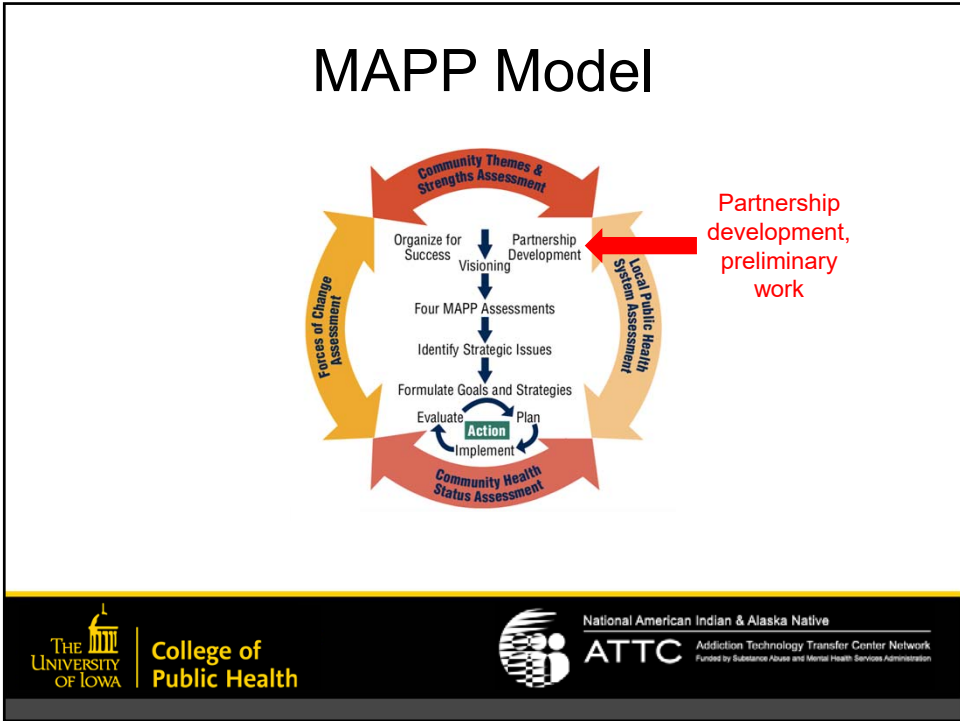 MAPP Model
Community Themes &
Strengths Assessment
Organize for
Success
Partnership
Development
Visioning
Four MAPP Assessments
Identify Strategic Issues
Formulate Goals and Strategies
Evaluate
Plan
Action
Implement
Forces of Change
Assessment
Local Public Health
System Assessment
Community Health
Status Assessment
Partnership
development,
preliminary
work
THE
UNIVERSITY
OF IOWA
College of
Public Health
National American Indian & Alaska Native
ATTC
Addiction Technology Transfer Center Network
Funded by Substance Abuse and Mental Health Services Administration